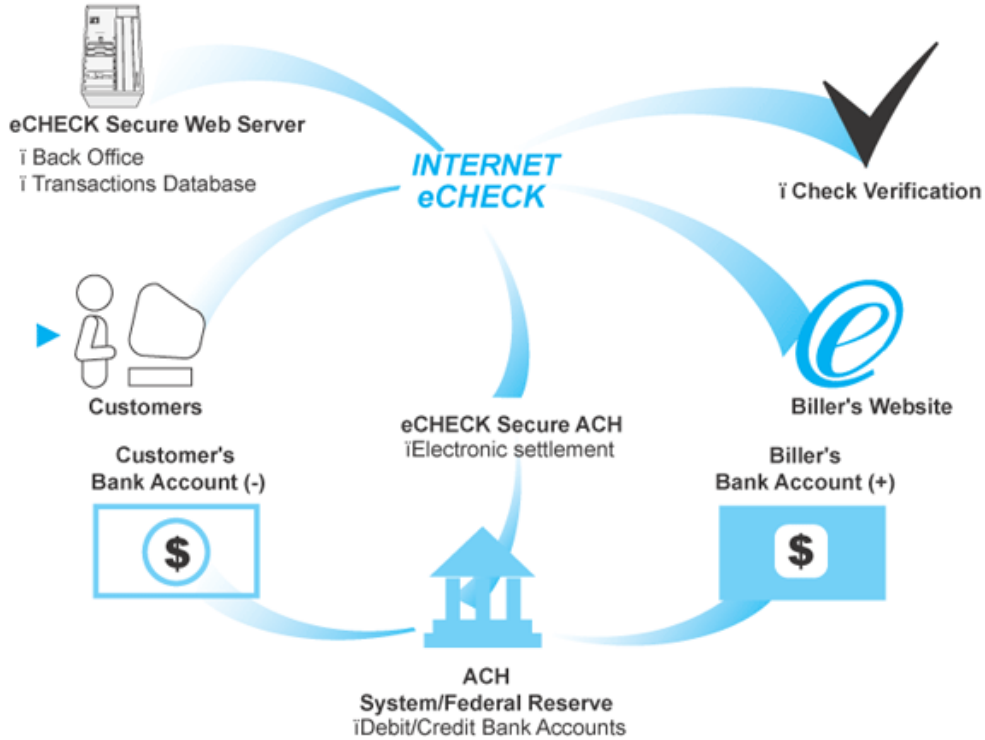 eCHECK Secure Web Server
ï Back Office
ï Transactions Database
INTERNET
eCHECK
ï Check Verification
Customers
e
Biller's Website
eCHECK Secure ACH
ïElectronic settlement
Customer's
Bank Account (-)
$
Biller's
Bank Account (+)
$
ACH
System/Federal Reserve
ïDebit/Credit Bank Accounts